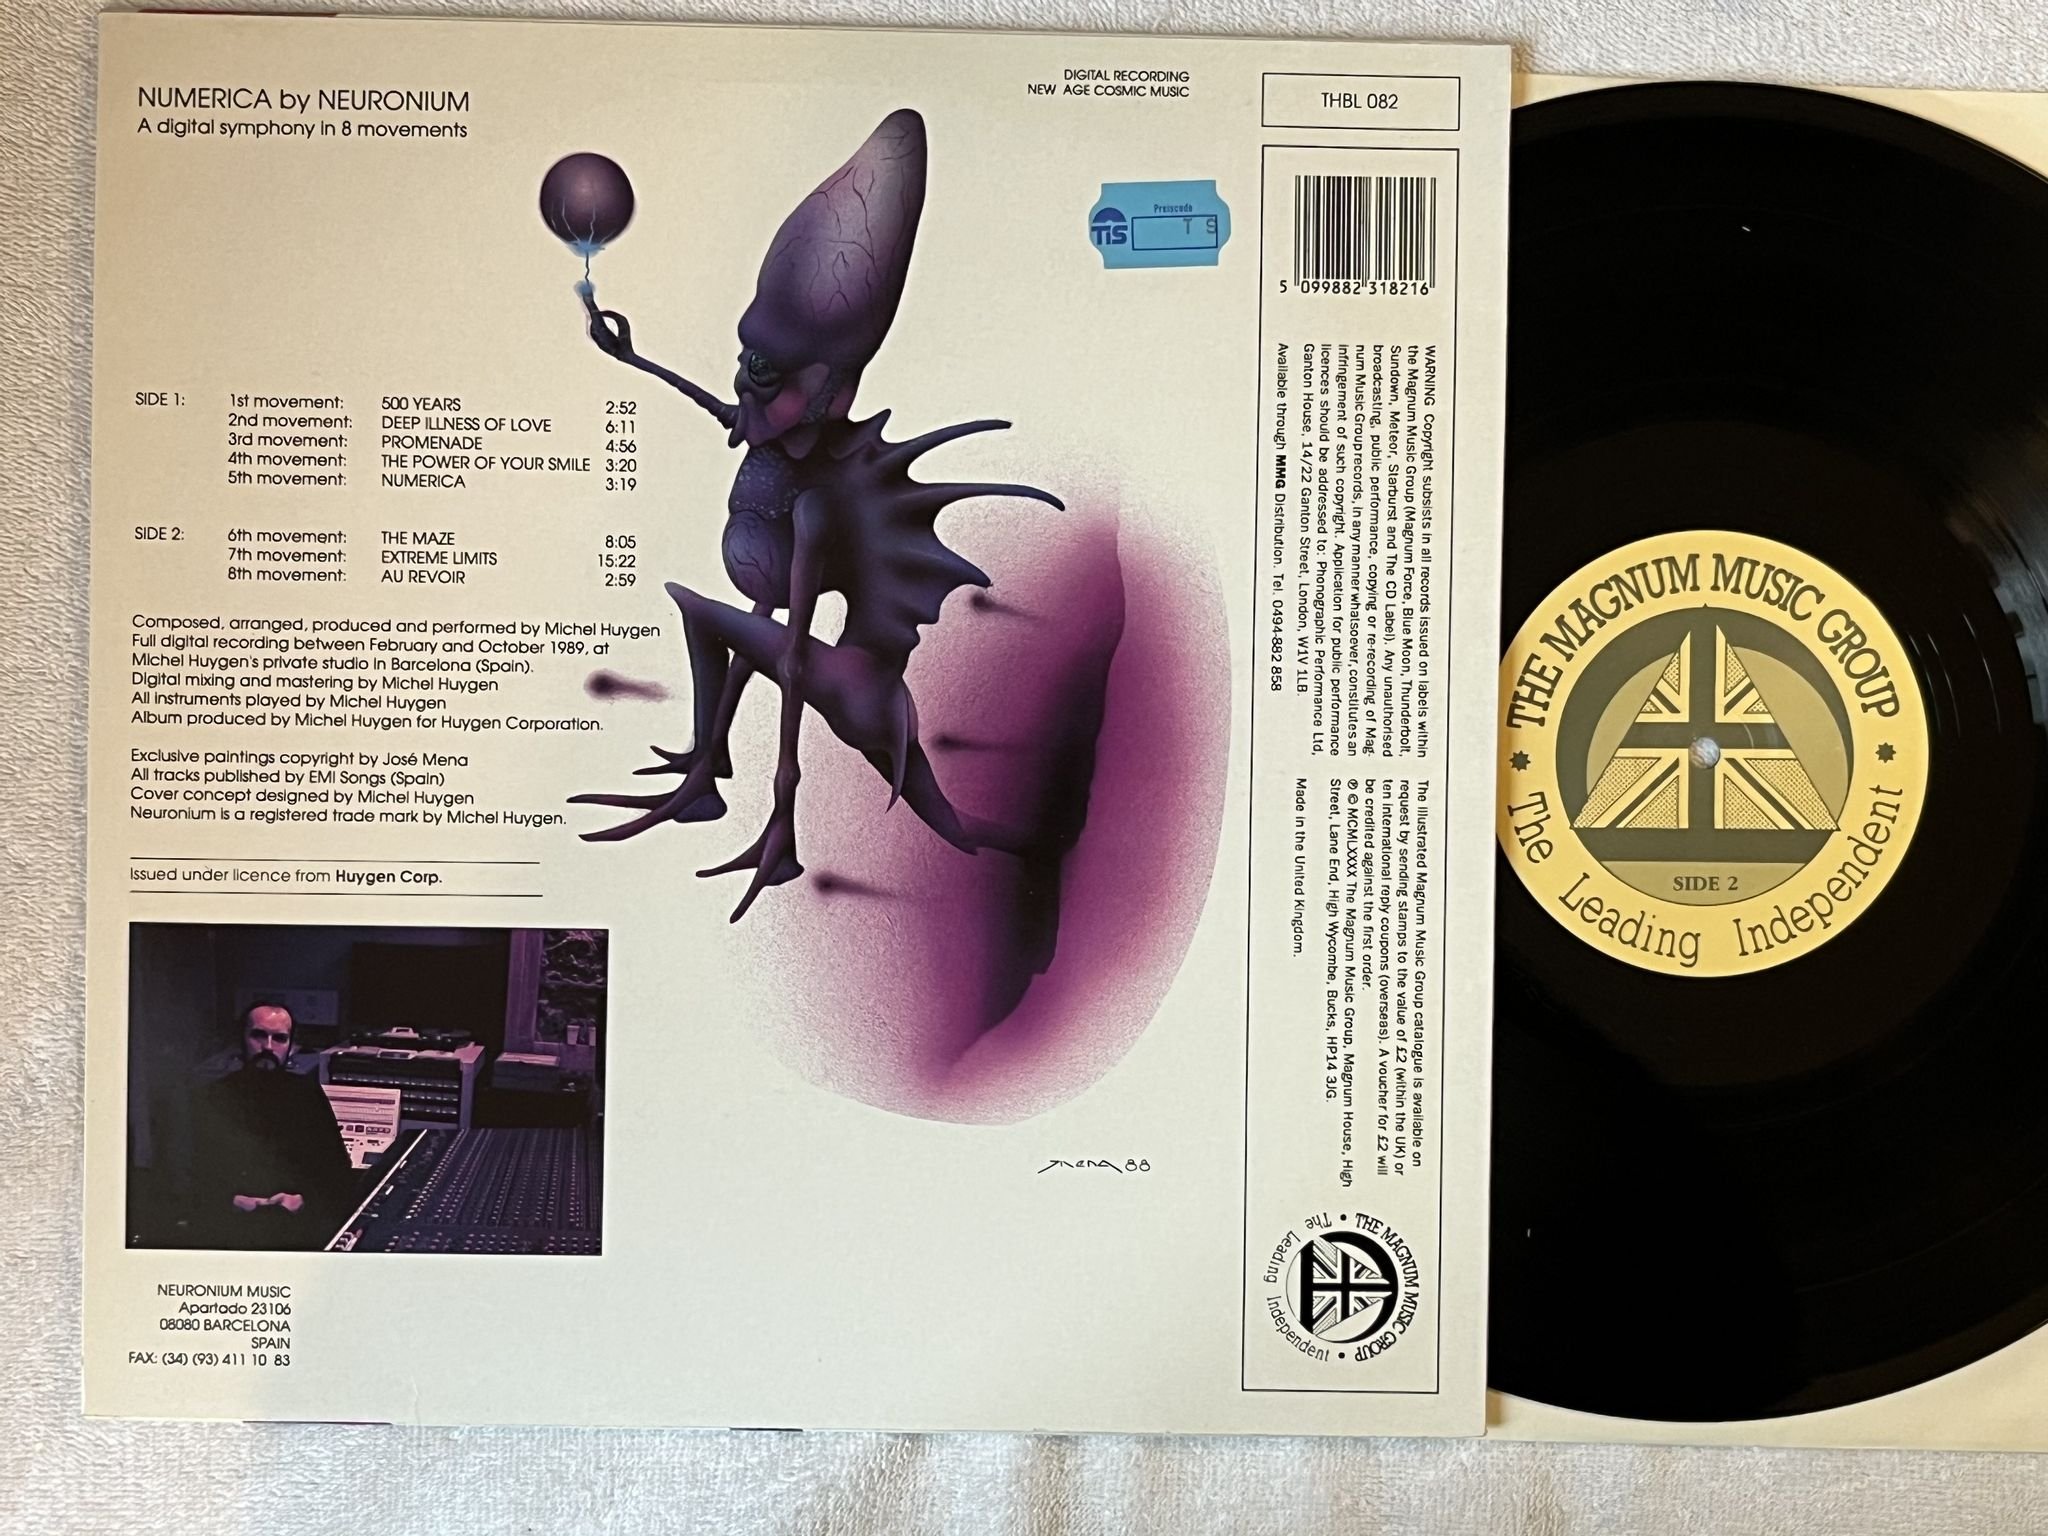 NUMERICA by NEURONIUM
A digital symphony in 8 movements
DIGITAL RECORDING
NEW AGE COSMIC MUSIC
THBL 082
Preiscode
TIS
T S
5 099882 318216
SIDE 1: 1st movement: 500 YEARS 2:52
2nd movement: DEEP ILLNESS OF LOVE 6:11
3rd movement: PROMENADE 4:56
4th movement: THE POWER OF YOUR SMILE 3:20
5th movement: NUMERICA 3:19
SIDE 2: 6th movement: THE MAZE 8:05
7th movement: EXTREME LIMITS 15:22
8th movement: AU REVOIR 2:59
Composed, arranged, produced and performed by Michel Huygen
Full digital recording between February and October 1989, at
Michel Huygen's private studio in Barcelona (Spain).
Digital mixing and mastering by Michel Huygen
All instruments played by Michel Huygen
Album produced by Michel Huygen for Huygen Corporation.
Exclusive paintings copyright by José Mena
All tracks published by EMI Songs (Spain)
Cover concept designed by Michel Huygen
Neuronium is a registered trade mark by Michel Huygen.
Issued under licence from Huygen Corp.
NEURONIUM MUSIC
Apartado 23106
08080 BARCELONA
SPAIN
FAX: (34) (93) 411 10 83
Mena 88
WARNING Copyright subsists in all records issued on labels within
the Magnum Music Group (Magnum Force, Blue Moon, Thunderbolt,
Sundown, Meteor, Starburst and The CD Label). Any unauthorised
broadcasting, public performance, copying or re-recording of Mag-
num Music Group records, in any manner whatsoever, constitutes an
infringement of such copyright. Application for public performance
licences should be addressed to: Phonographic Performance Ltd,
Ganton House, 14/22 Ganton Street, London, W1V 1LB.
Available through MMG Distribution. Tel. 0494-882 858
The illustrated Magnum Music Group catalogue is available on
request by sending stamps to the value of £2 (within the UK) or
ten international reply coupons (overseas). A voucher for £2 will
be credited against the first order.
℗ © MCMLXXXX The Magnum Music Group, Magnum House, High
Street, Lane End, High Wycombe, Bucks, HP14 3JG.
Made in the United Kingdom.
THE MAGNUM MUSIC GROUP
The Leading Independent
THE MAGNUM MUSIC GROUP
SIDE 2
The Leading Independent